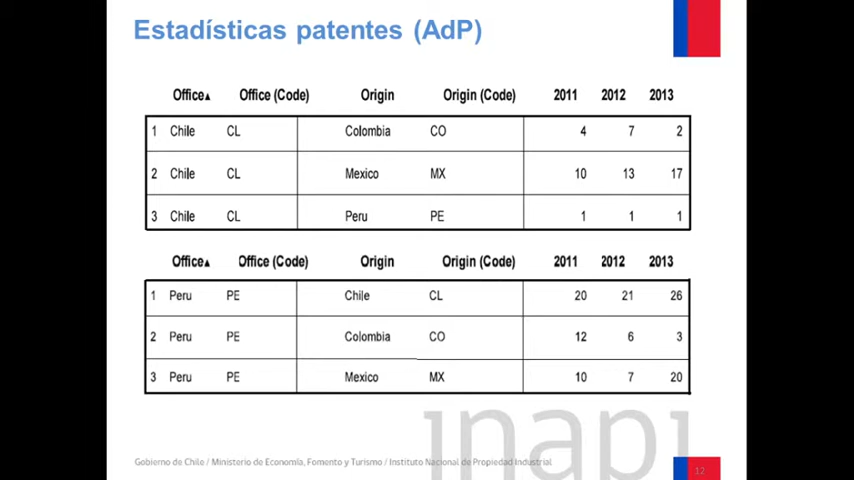 Estadísticas patentes (AdP)
Office▲ Office (Code) Origin Origin (Code) 2011 2012 2013
1 Chile CL Colombia CO 4 7 2
2 Chile CL Mexico MX 10 13 17
3 Chile CL Peru PE 1 1 1
Office▲ Office (Code) Origin Origin (Code) 2011 2012 2013
1 Peru PE Chile CL 20 21 26
2 Peru PE Colombia CO 12 6 3
3 Peru PE Mexico MX 10 7 20
inapi
Gobierno de Chile / Ministerio de Economía, Fomento y Turismo / Instituto Nacional de Propiedad Industrial
12